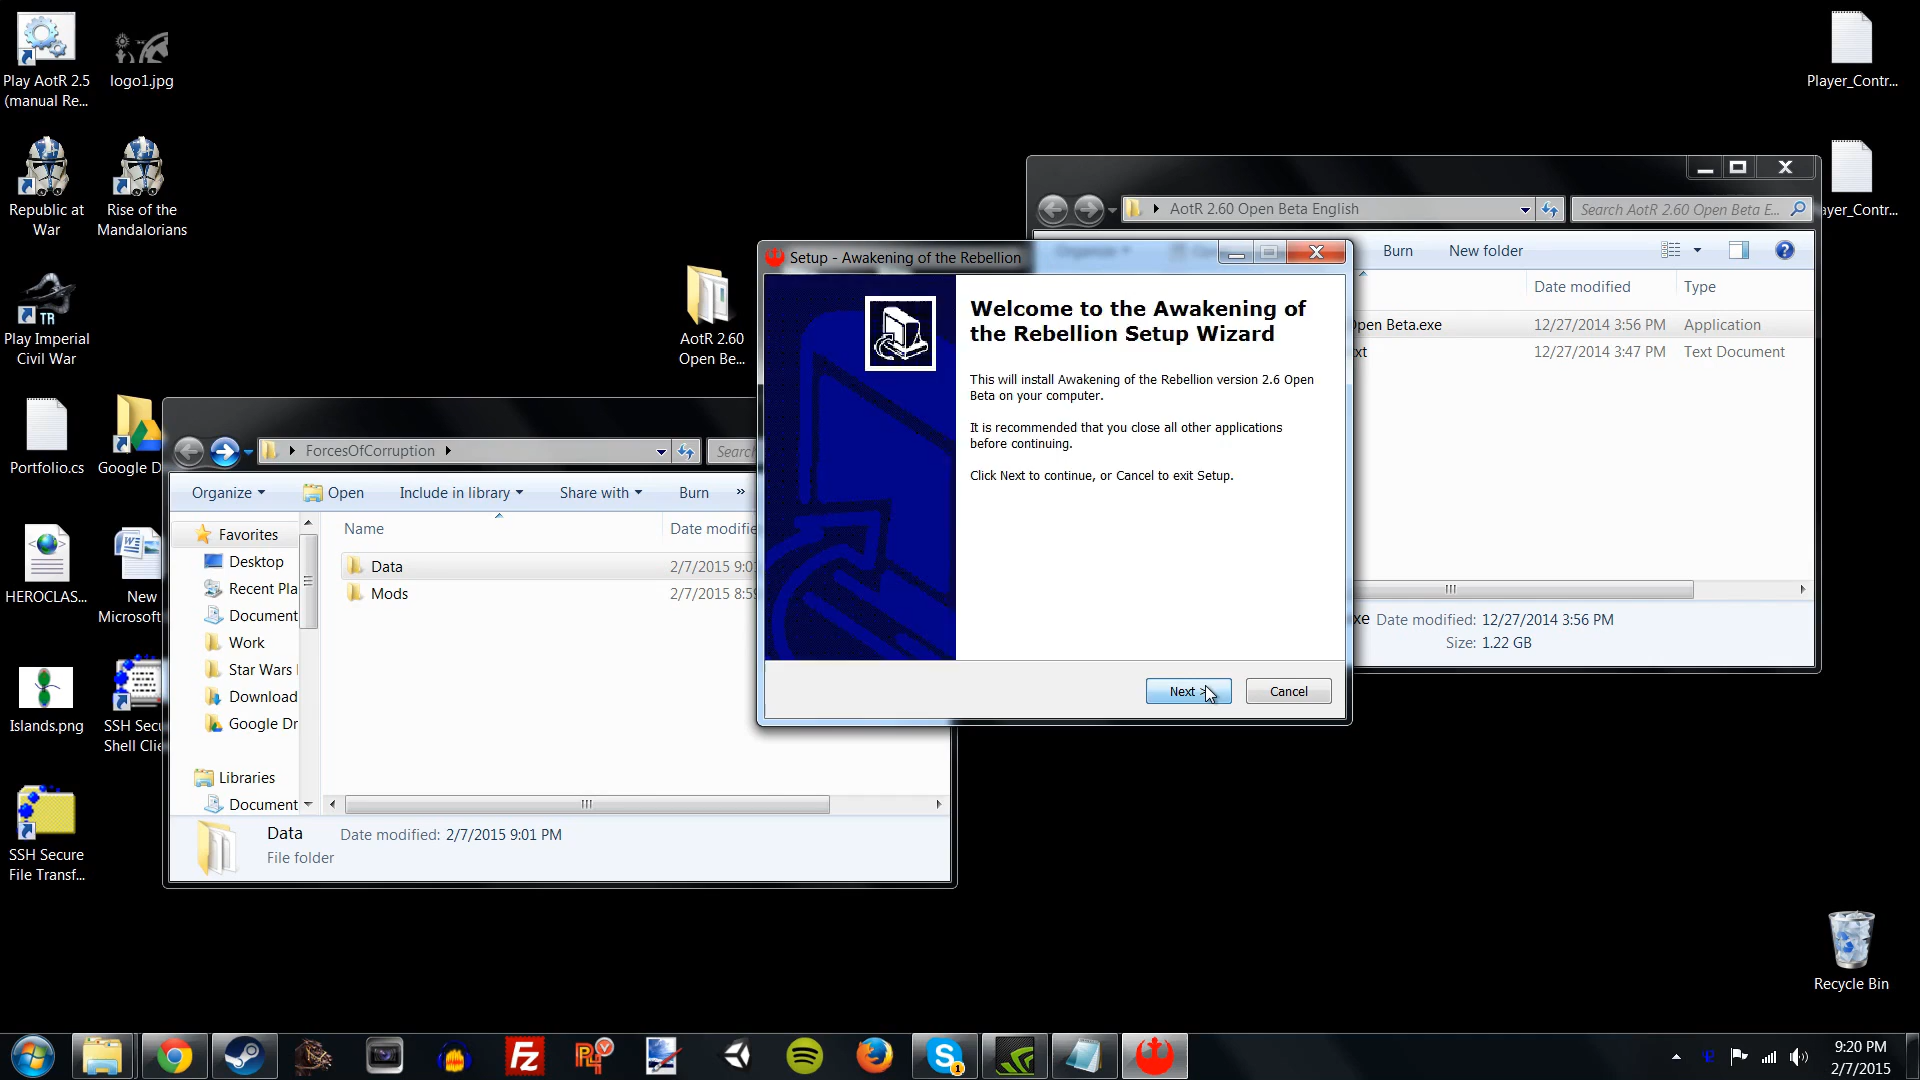 Play AotR 2.5
(manual Re...
logo1.jpg
Republic at
War
Rise of the
Mandalorians
TR
Play Imperial
Civil War
Portfolio.cs
Google D
HEROCLAS...
New
Microsoft
Islands.png
SSH Secu
Shell Clie
SSH Secure
File Transf...
AotR 2.60
Open Be...
Player_Contr...
ayer_Contr...
Recycle Bin
AotR 2.60 Open Beta English
Search AotR 2.60 Open Beta E...
Burn
New folder
Date modified
Type
Open Beta.exe
12/27/2014 3:56 PM
Application
xt
12/27/2014 3:47 PM
Text Document
xe
Date modified: 12/27/2014 3:56 PM
Size: 1.22 GB
Setup - Awakening of the Rebellion
Welcome to the Awakening of
the Rebellion Setup Wizard
This will install Awakening of the Rebellion version 2.6 Open
Beta on your computer.
It is recommended that you close all other applications
before continuing.
Click Next to continue, or Cancel to exit Setup.
Next >
Cancel
ForcesOfCorruption
Searc
Organize
Open
Include in library
Share with
Burn
»
Favorites
Desktop
Recent Pla
Document
Work
Star Wars
Download
Google Dr
Libraries
Document
Name
Date modifie
Data
2/7/2015 9:01
Mods
2/7/2015 8:59
Data
Date modified: 2/7/2015 9:01 PM
File folder
9:20 PM
2/7/2015